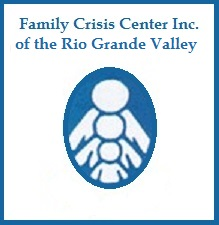 Family Crisis Center Inc.
of the Rio Grande Valley